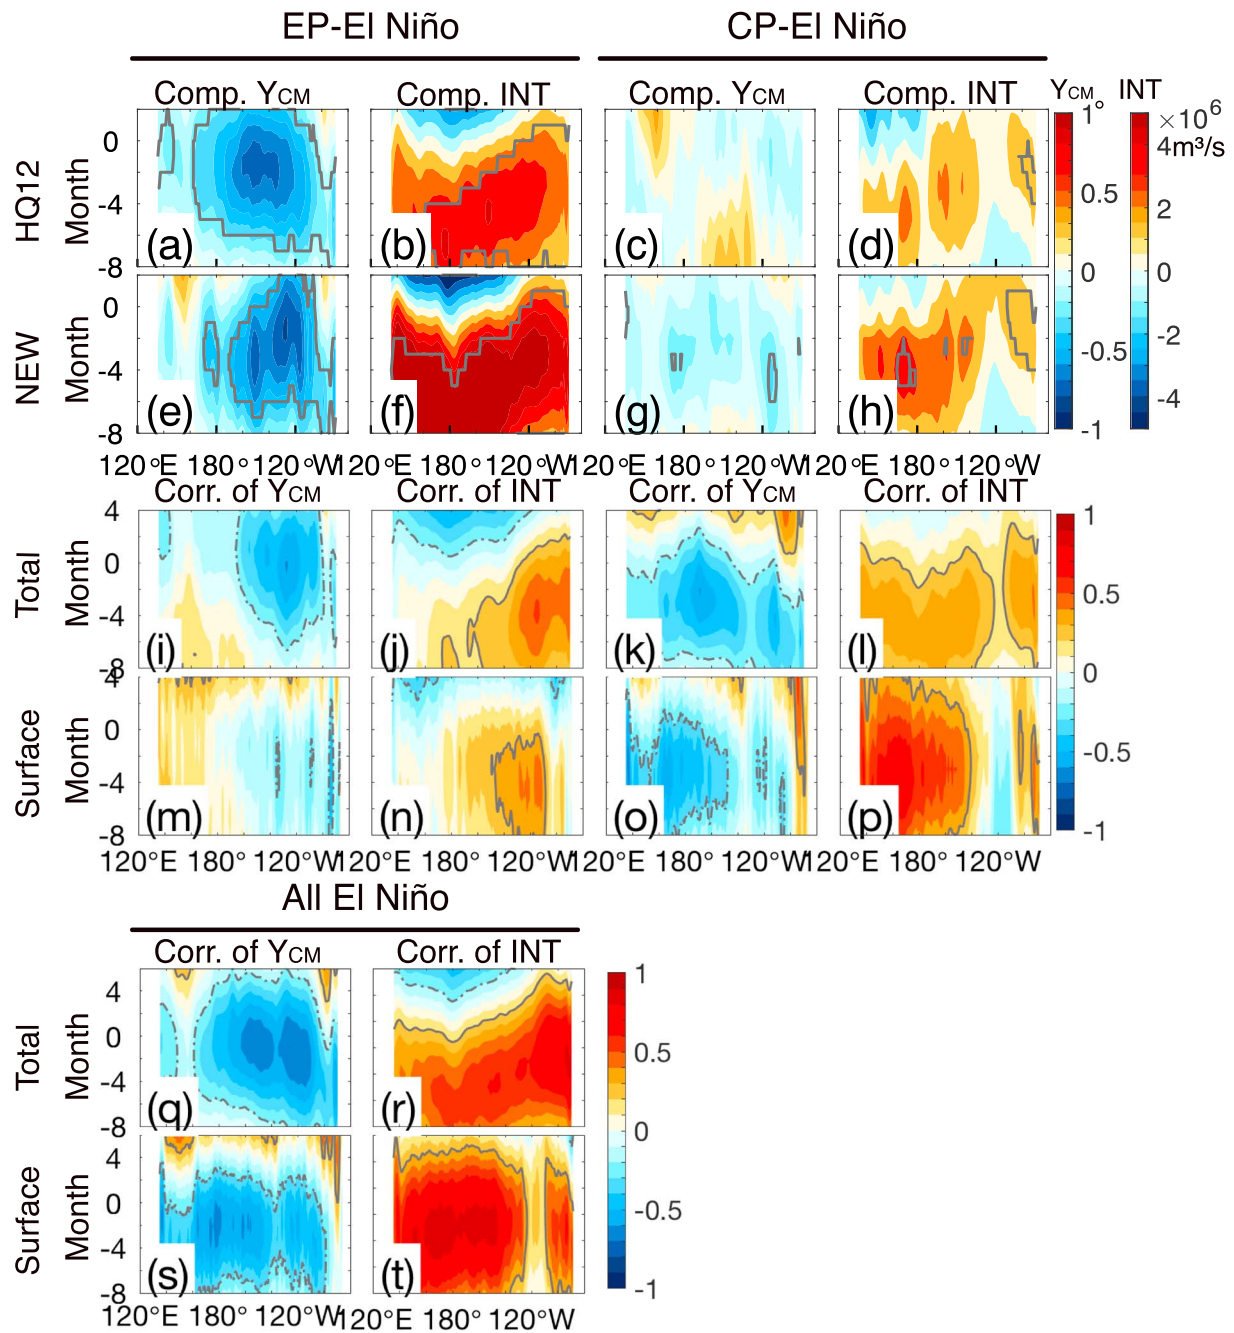 EP-El Niño CP-El Niño
Comp. YCM Comp. INT Comp. YCM Comp. INT YCM INT
HQ12 Month 0 -4 -8 (a) (b) (c) (d)
1° 0.5 0 -0.5 -1
×10⁶ 4m³/s 2 0 -2 -4
NEW Month 0 -4 -8 (e) (f) (g) (h)
120°E 180° 120°W 120°E 180° 120°W 120°E 180° 120°W 120°E 180° 120°W
Corr. of YCM Corr. of INT Corr. of YCM Corr. of INT
Total Month 4 0 -4 -8 (i) (j) (k) (l)
1 0.5 0 -0.5 -1
Surface Month 4 0 -4 -8 (m) (n) (o) (p)
120°E 180° 120°W 120°E 180° 120°W 120°E 180° 120°W 120°E 180° 120°W
All El Niño
Corr. of YCM Corr. of INT
Total Month 4 0 -4 -8 (q) (r)
1 0.5 0 -0.5 -1
Surface Month 4 0 -4 -8 (s) (t)
120°E 180° 120°W 120°E 180° 120°W